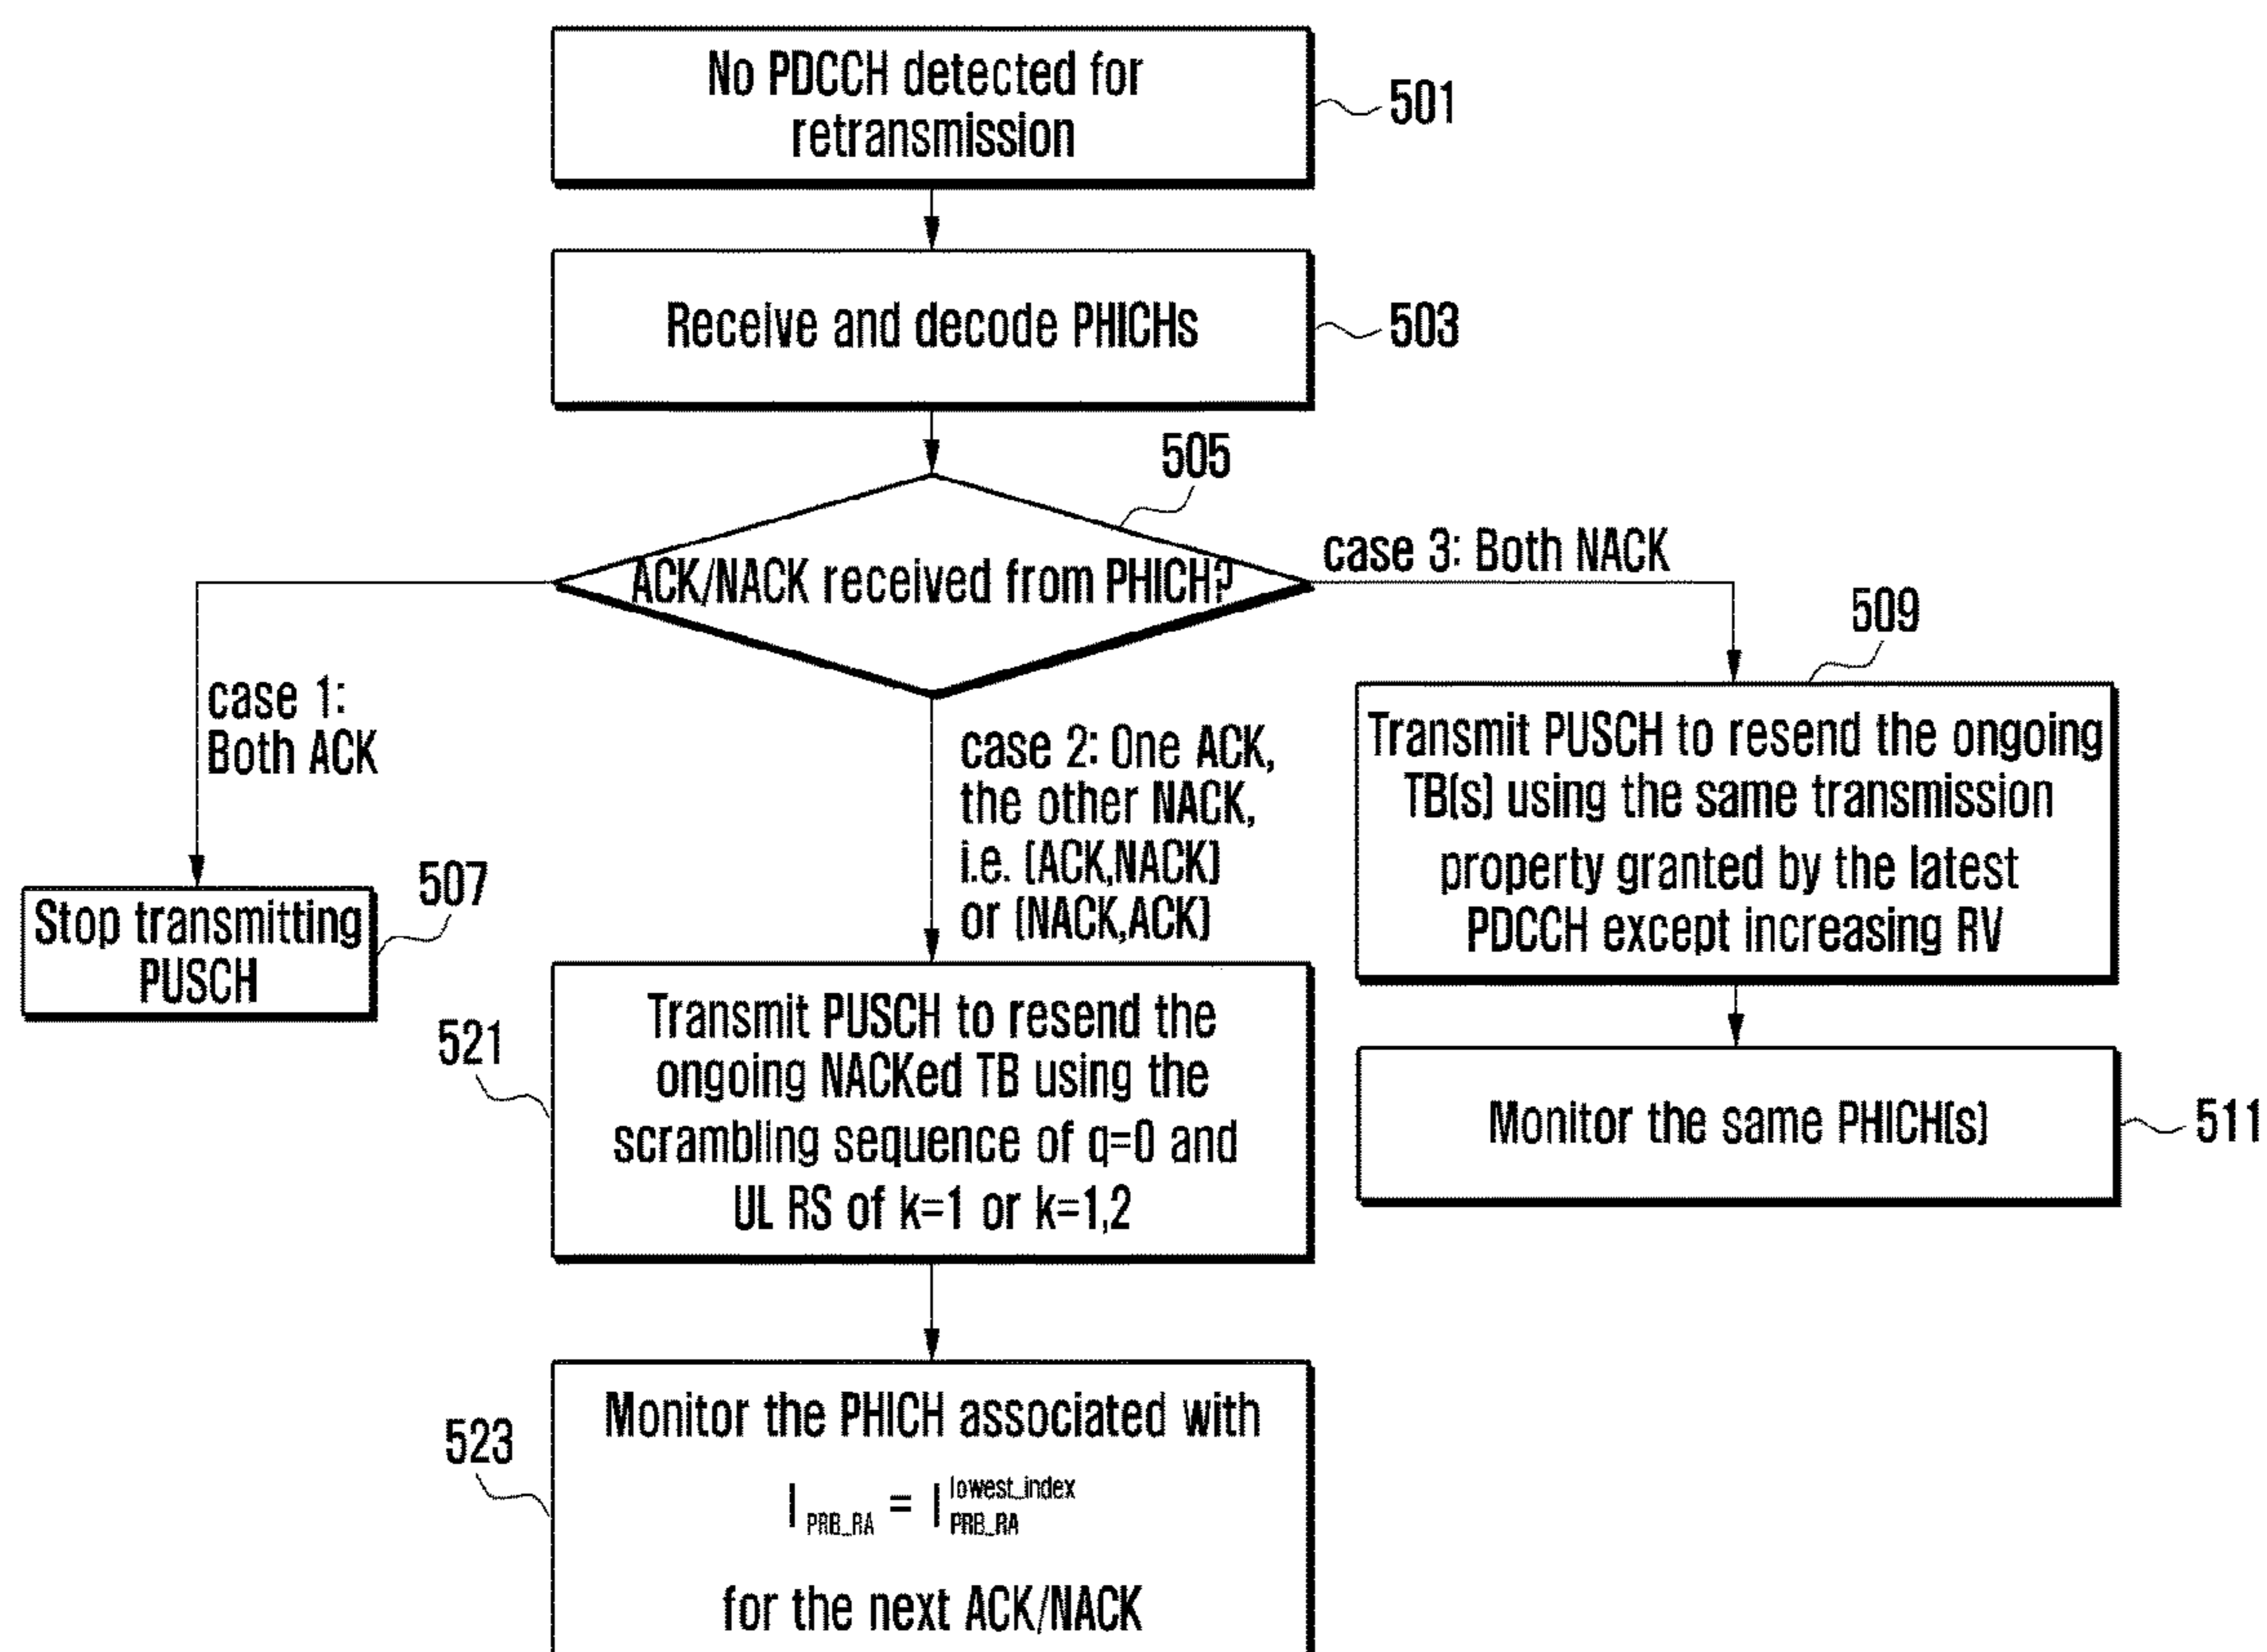 No PDCCH detected for
retransmission
501
Receive and decode PHICHs
503
505
ACK/NACK received from PHICH?
case 3: Both NACK
509
case 1:
Both ACK
case 2: One ACK,
the other NACK,
i.e. (ACK,NACK)
or (NACK,ACK)
Transmit PUSCH to resend the ongoing
TB(s) using the same transmission
property granted by the latest
PDCCH except increasing RV
507
Stop transmitting
PUSCH
521
Transmit PUSCH to resend the
ongoing NACKed TB using the
scrambling sequence of q=0 and
UL RS of k=1 or k=1,2
Monitor the same PHICH(s)
511
523
Monitor the PHICH associated with
I PRB_RA = I PRB_RA lowest_index
for the next ACK/NACK